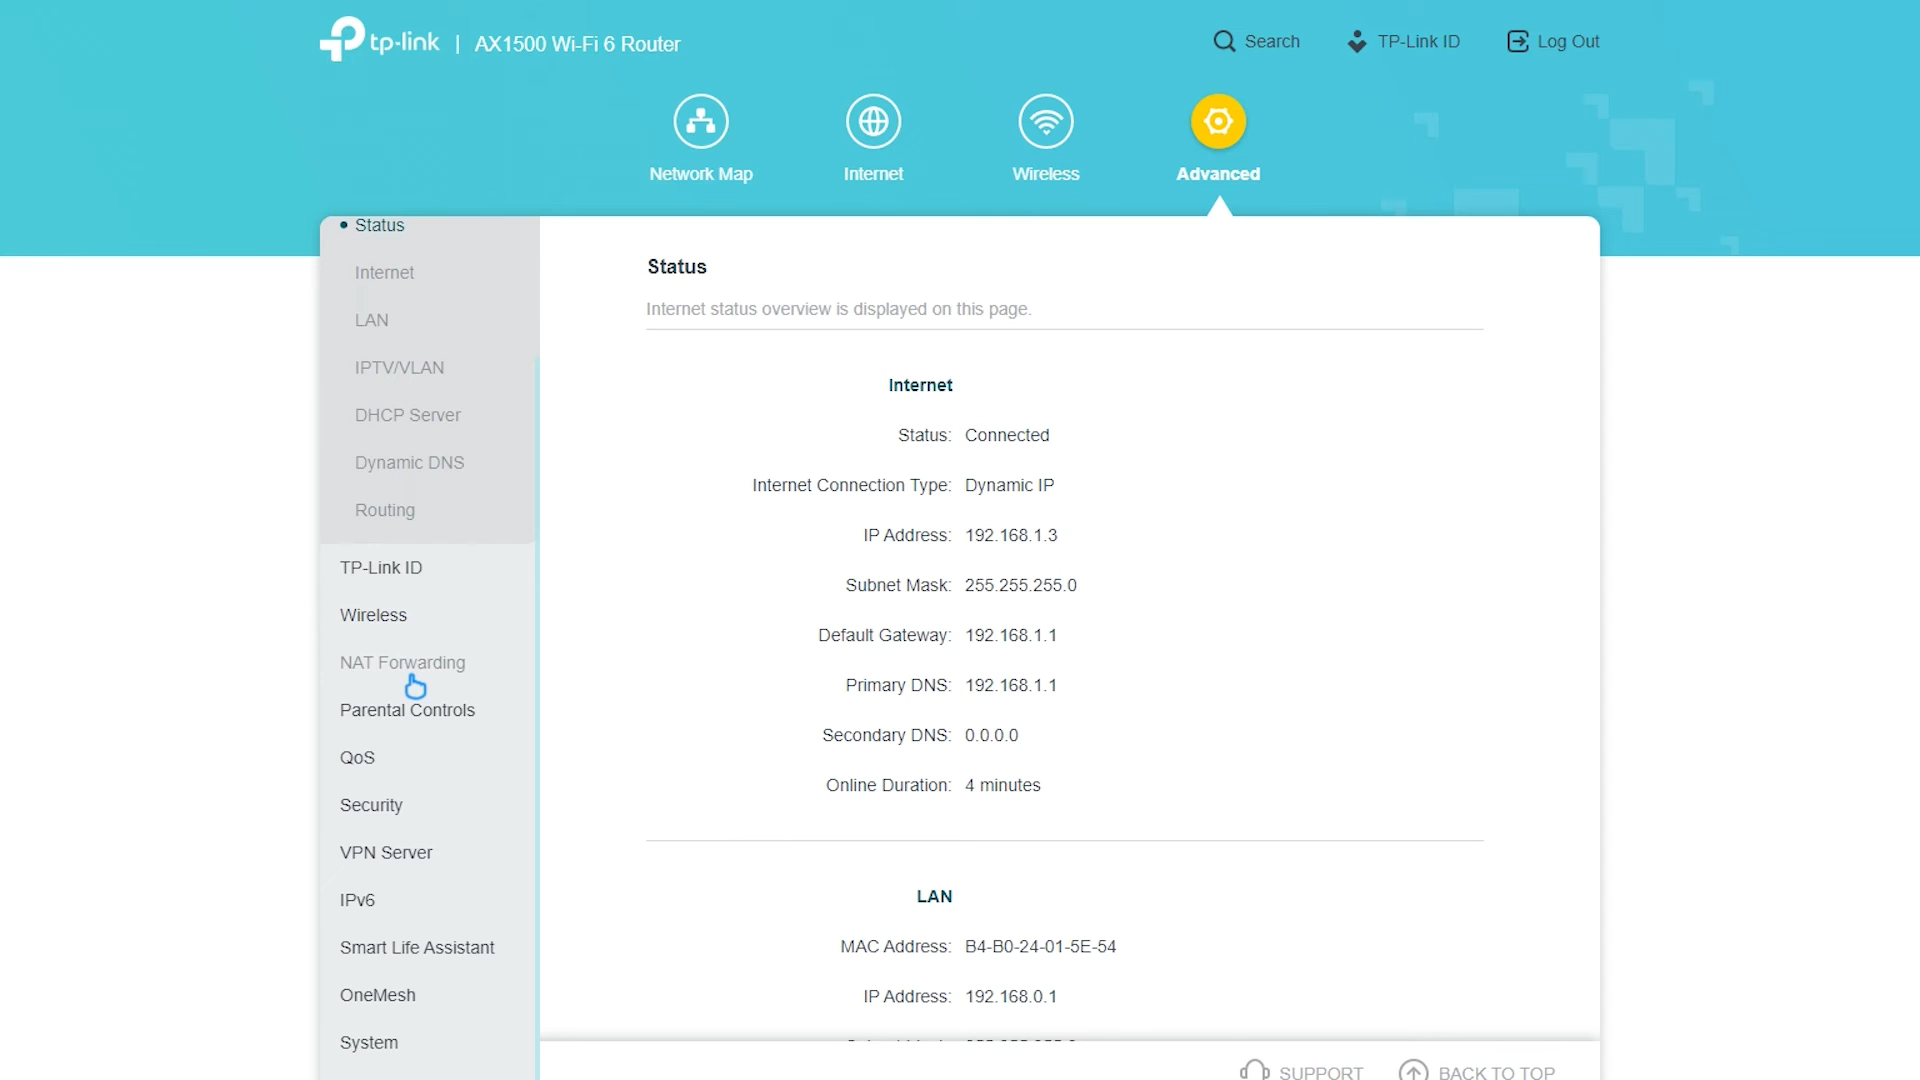 tp-link | AX1500 Wi-Fi 6 Router
Search
TP-Link ID
Log Out
Network Map
Internet
Wireless
Advanced
Status
Internet
LAN
IPTV/VLAN
DHCP Server
Dynamic DNS
Routing
TP-Link ID
Wireless
NAT Forwarding
Parental Controls
QoS
Security
VPN Server
IPv6
Smart Life Assistant
OneMesh
System
Status
Internet status overview is displayed on this page.
Internet
Status: Connected
Internet Connection Type: Dynamic IP
IP Address: 192.168.1.3
Subnet Mask: 255.255.255.0
Default Gateway: 192.168.1.1
Primary DNS: 192.168.1.1
Secondary DNS: 0.0.0.0
Online Duration: 4 minutes
LAN
MAC Address: B4-B0-24-01-5E-54
IP Address: 192.168.0.1
SUPPORT
BACK TO TOP